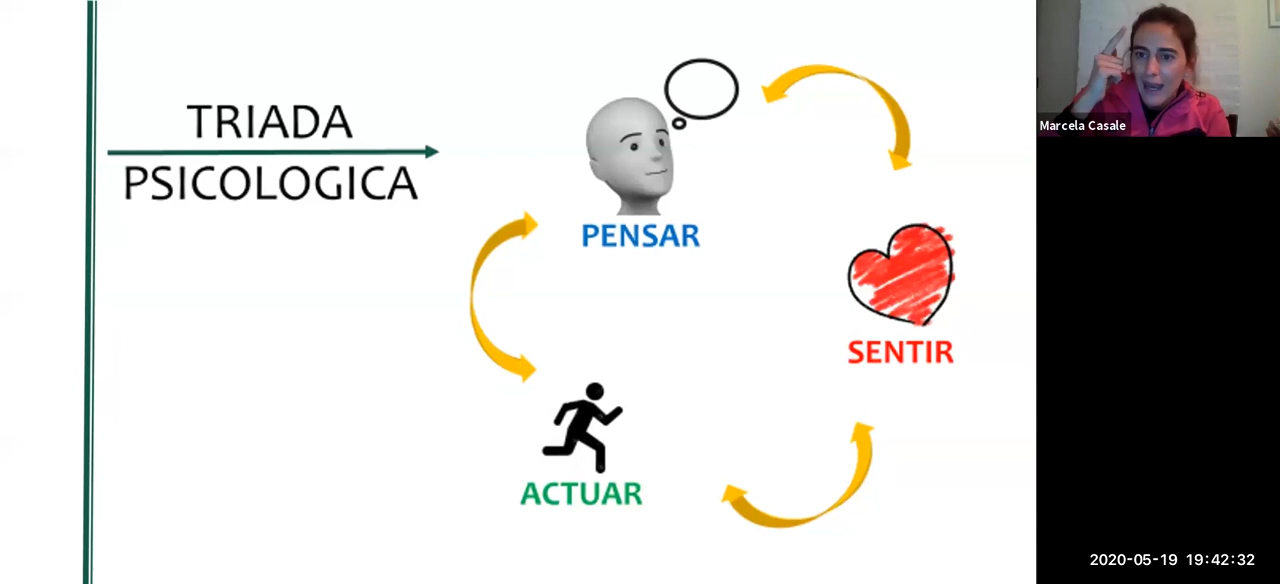 TRIADA
PSICOLOGICA
PENSAR
SENTIR
ACTUAR
Marcela Casale
2020-05-19 19:42:32